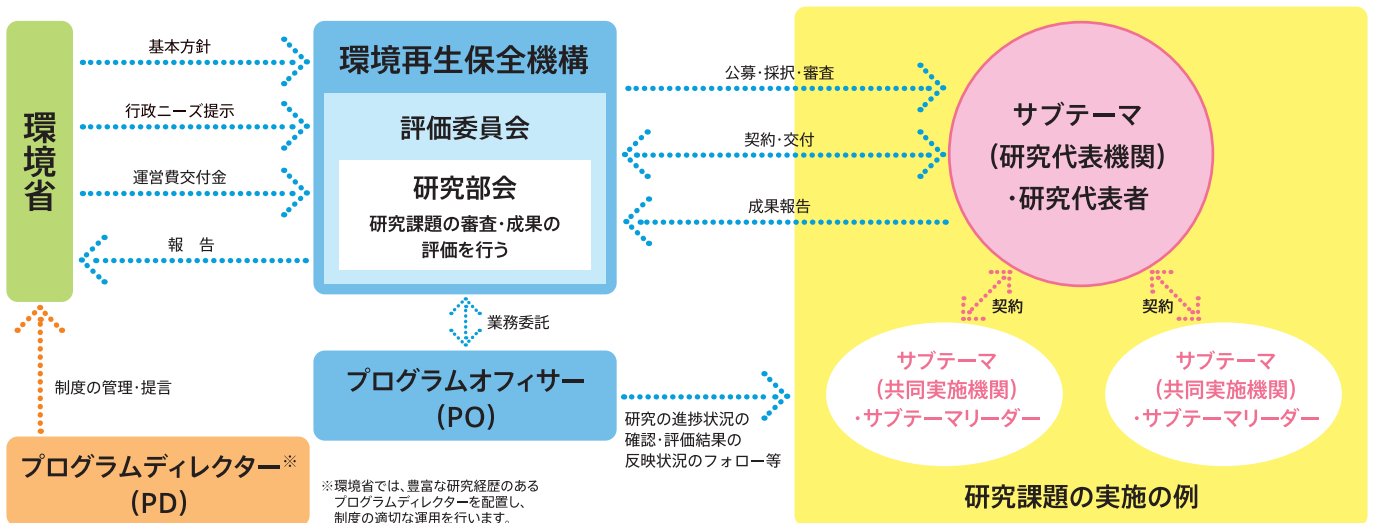 環境省
基本方針
行政ニーズ提示
運営費交付金
報　告
環境再生保全機構
評価委員会
研究部会
研究課題の審査・成果の
評価を行う
公募・採択・審査
契約・交付
成果報告
サブテーマ
(研究代表機関)
・研究代表者
契約
契約
サブテーマ
(共同実施機関)
・サブテーマリーダー
サブテーマ
(共同実施機関)
・サブテーマリーダー
研究課題の実施の例
業務委託
プログラムオフィサー
(PO)
研究の進捗状況の
確認・評価結果の
反映状況のフォロー等
制度の管理・提言
プログラムディレクター※
(PD)
※環境省では、豊富な研究経歴のある
プログラムディレクターを配置し、
制度の適切な運用を行います。